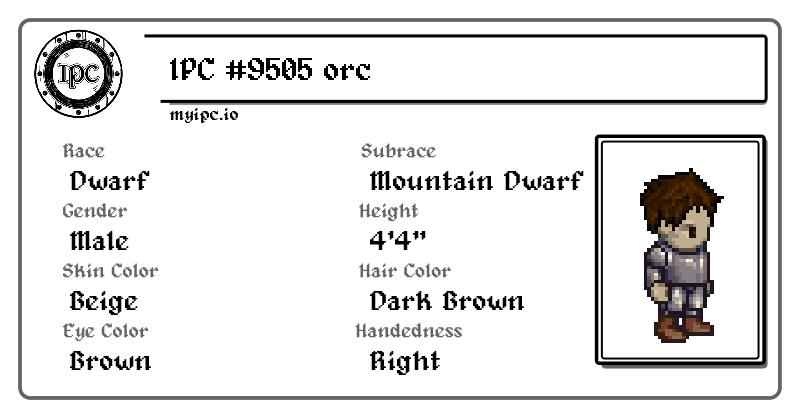 IPC
IPC #9505 orc
myipc.io
Race
Dwarf
Subrace
Mountain Dwarf
Gender
Male
Height
4'4"
Skin Color
Beige
Hair Color
Dark Brown
Eye Color
Brown
Handedness
Right